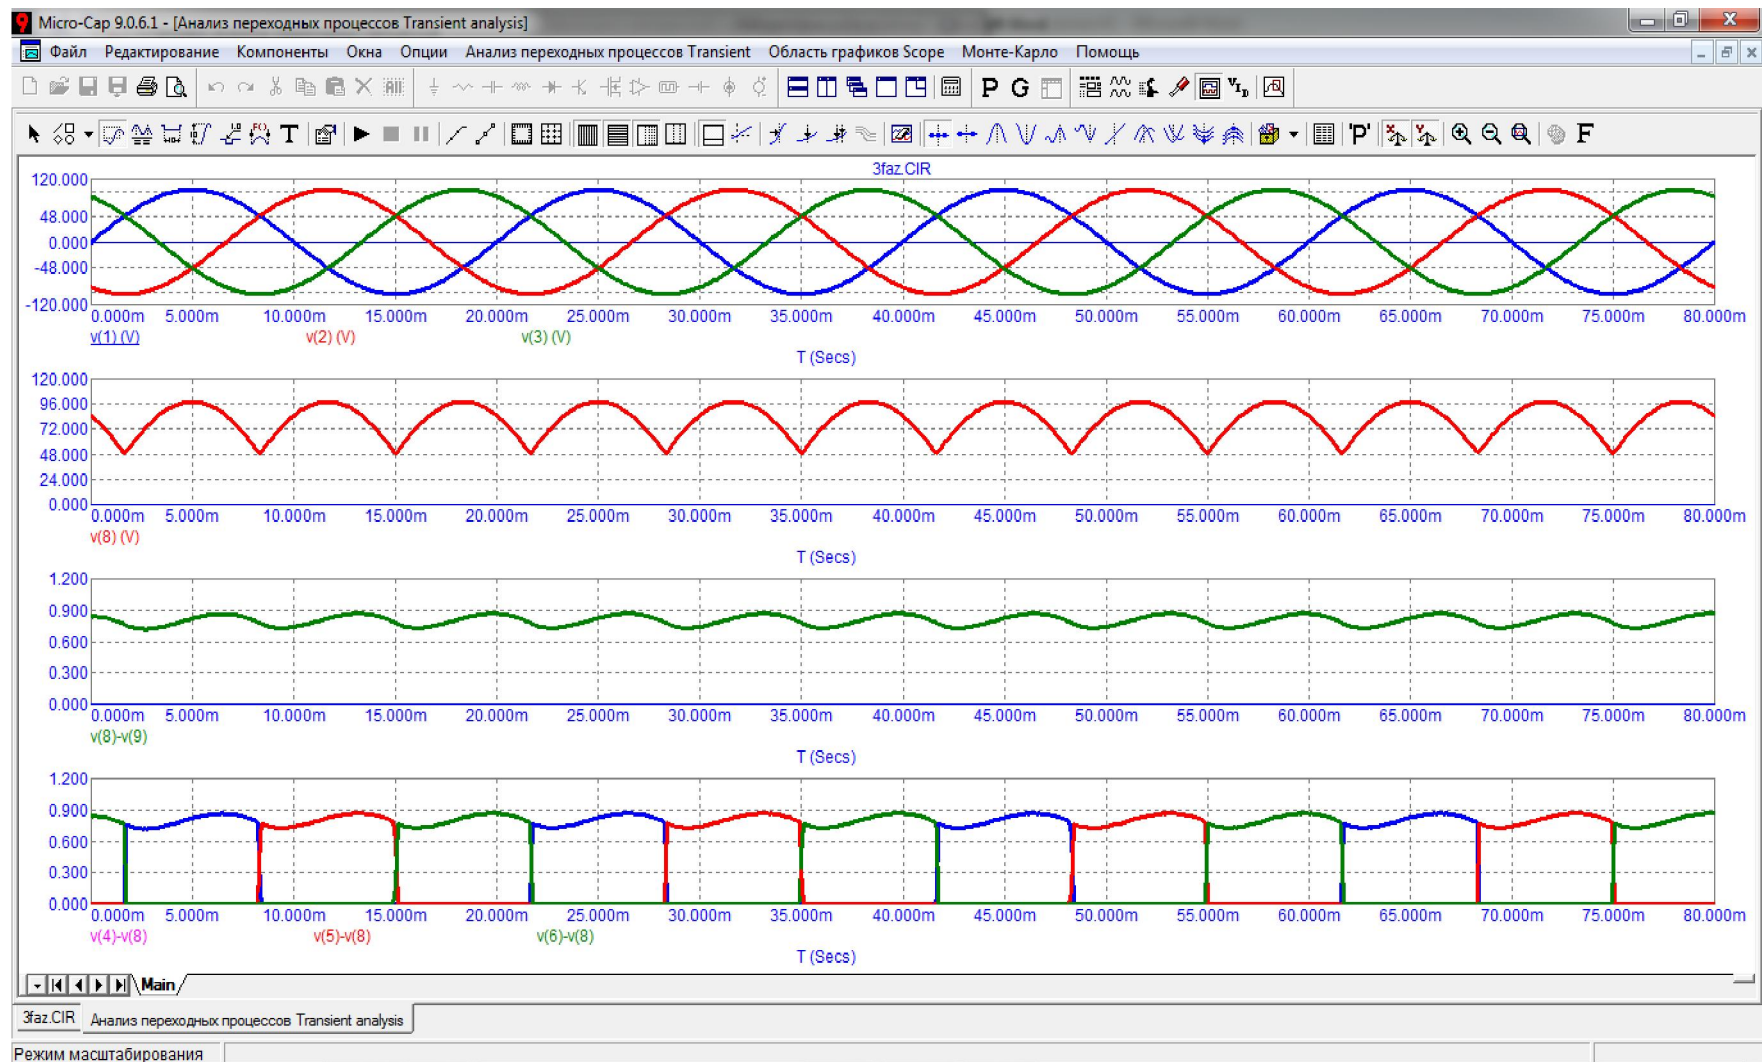 Micro-Cap 9.0.6.1 - [Анализ переходных процессов Transient analysis]
Файл Редактирование Компоненты Окна Опции Анализ переходных процессов Transient Область графиков Scope Монте-Карло Помощь
P G
T 'P' F
3faz.CIR
120.000
48.000
0.000
-48.000
-120.000
0.000m 5.000m 10.000m 15.000m 20.000m 25.000m 30.000m 35.000m 40.000m 45.000m 50.000m 55.000m 60.000m 65.000m 70.000m 75.000m 80.000m
v(1) (V) v(2) (V) v(3) (V)
T (Secs)
120.000
96.000
72.000
48.000
24.000
0.000
0.000m 5.000m 10.000m 15.000m 20.000m 25.000m 30.000m 35.000m 40.000m 45.000m 50.000m 55.000m 60.000m 65.000m 70.000m 75.000m 80.000m
v(8) (V)
T (Secs)
1.200
0.900
0.600
0.300
0.000
0.000m 5.000m 10.000m 15.000m 20.000m 25.000m 30.000m 35.000m 40.000m 45.000m 50.000m 55.000m 60.000m 65.000m 70.000m 75.000m 80.000m
v(8)-v(9)
T (Secs)
1.200
0.900
0.600
0.300
0.000
0.000m 5.000m 10.000m 15.000m 20.000m 25.000m 30.000m 35.000m 40.000m 45.000m 50.000m 55.000m 60.000m 65.000m 70.000m 75.000m 80.000m
v(4)-v(8) v(5)-v(8) v(6)-v(8)
T (Secs)
Main
3faz.CIR Анализ переходных процессов Transient analysis
Режим масштабирования